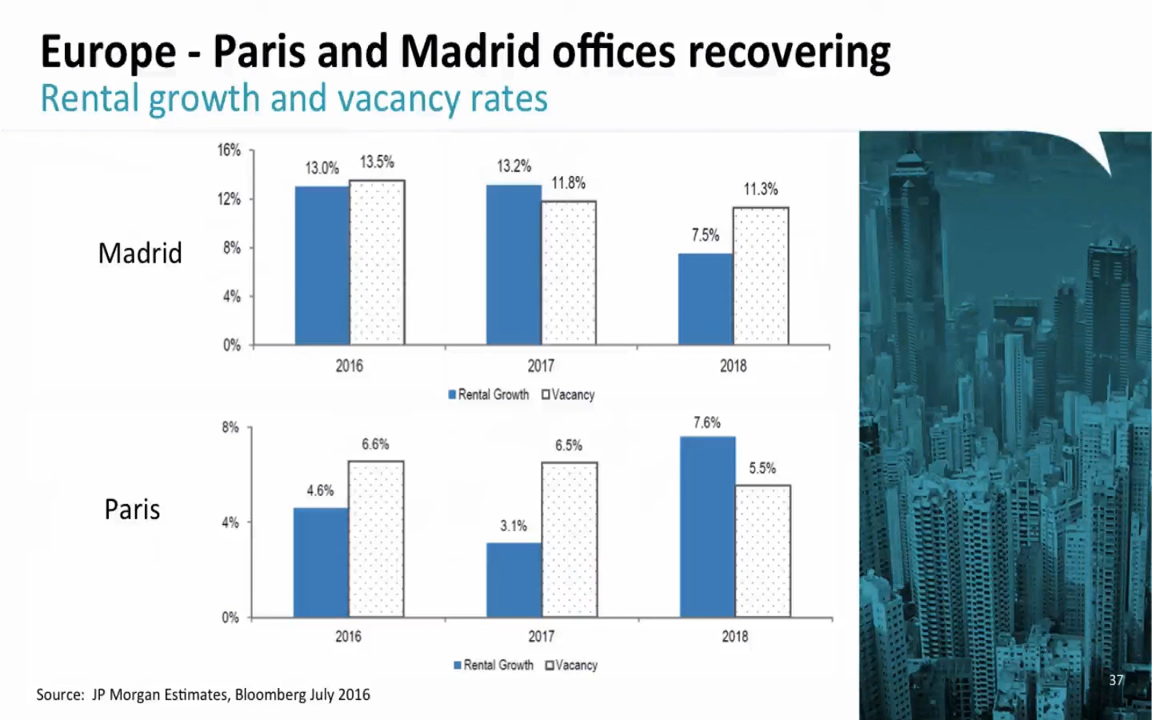 Europe - Paris and Madrid offices recovering
Rental growth and vacancy rates
Madrid
16%
12%
8%
4%
0%
13.0% 13.5%
13.2% 11.8%
7.5% 11.3%
2016 2017 2018
Rental Growth Vacancy
Paris
8%
4%
0%
4.6% 6.6%
3.1% 6.5%
7.6% 5.5%
2016 2017 2018
Rental Growth Vacancy
Source: JP Morgan Estimates, Bloomberg July 2016
37